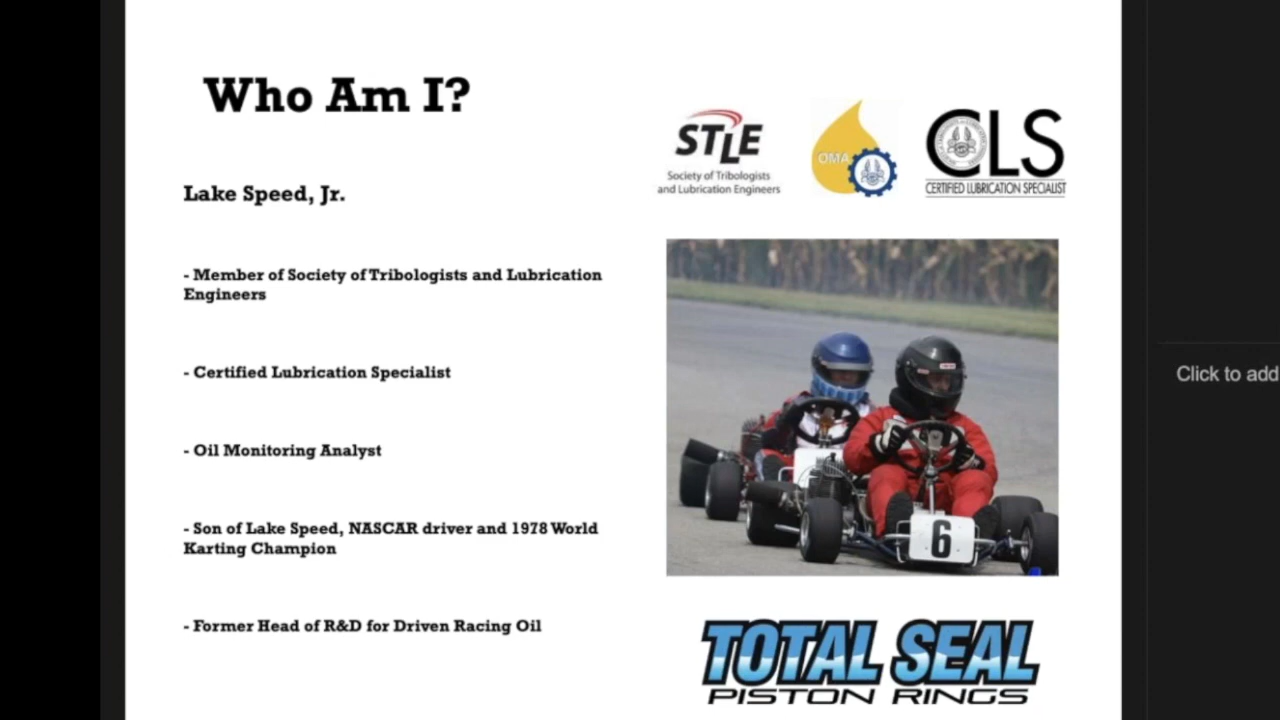 Who Am I?
Lake Speed, Jr.
- Member of Society of Tribologists and Lubrication
Engineers
- Certified Lubrication Specialist
- Oil Monitoring Analyst
- Son of Lake Speed, NASCAR driver and 1978 World
Karting Champion
- Former Head of R&D for Driven Racing Oil
STLE
Society of Tribologists
and Lubrication Engineers
OMA
CLS
CERTIFIED LUBRICATION SPECIALIST
6
TOTAL SEAL
PISTON RINGS
Click to add